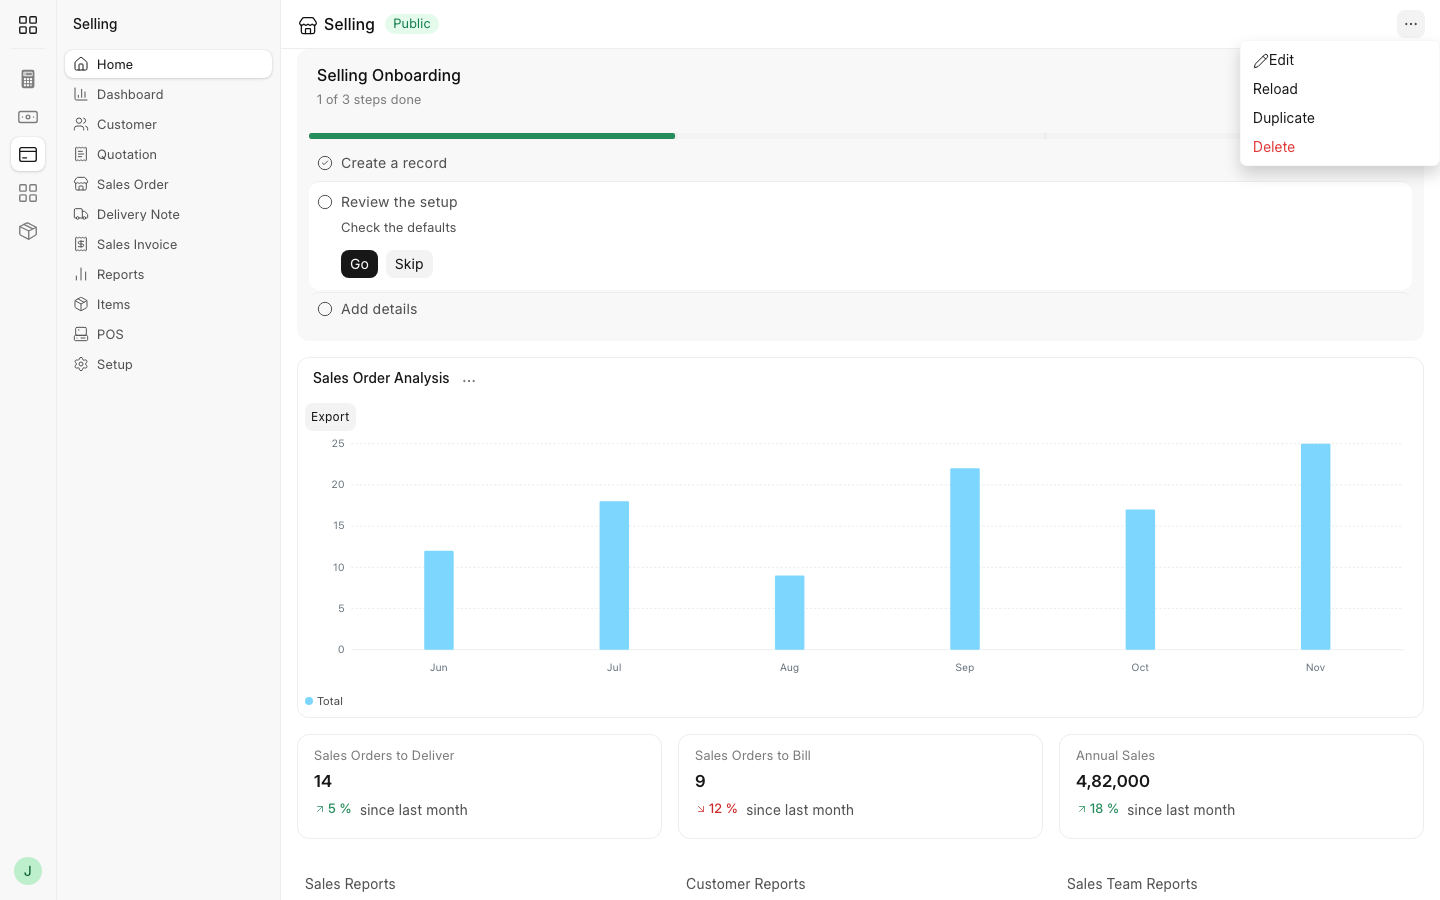 Selling
Home
Dashboard
Customer
Quotation
Sales Order
Delivery Note
Sales Invoice
Reports
Items
POS
Setup
J
Selling Public
Edit
Reload
Duplicate
Delete
Selling Onboarding
1 of 3 steps done
Create a record
Review the setup
Check the defaults
Go Skip
Add details
Sales Order Analysis ...
Export
25
20
15
10
5
0
Jun Jul Aug Sep Oct Nov
Total
Sales Orders to Deliver
14
5 % since last month
Sales Orders to Bill
9
12 % since last month
Annual Sales
4,82,000
18 % since last month
Sales Reports
Customer Reports
Sales Team Reports